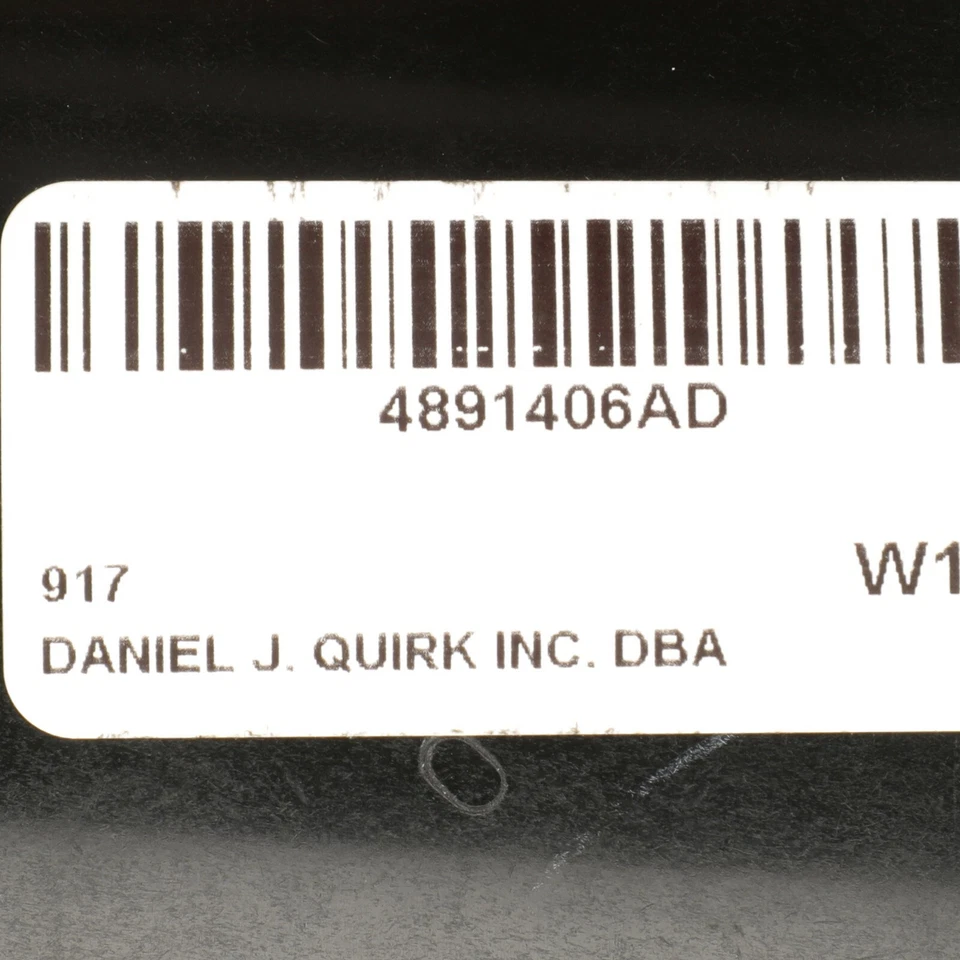 4891406AD
917
W1
DANIEL J. QUIRK INC. DBA